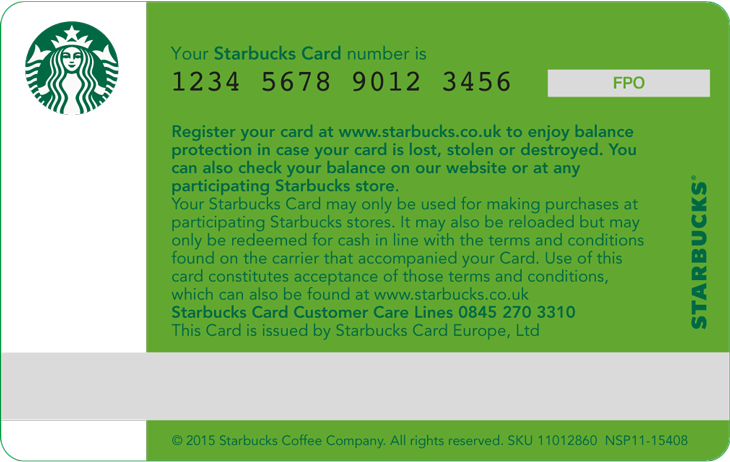 Your Starbucks Card number is
1234 5678 9012 3456
FPO
Register your card at www.starbucks.co.uk to enjoy balance
protection in case your card is lost, stolen or destroyed. You
can also check your balance on our website or at any
participating Starbucks store.
Your Starbucks Card may only be used for making purchases at
participating Starbucks stores. It may also be reloaded but may
only be redeemed for cash in line with the terms and conditions
found on the carrier that accompanied your Card. Use of this
card constitutes acceptance of those terms and conditions,
which can also be found at www.starbucks.co.uk
Starbucks Card Customer Care Lines 0845 270 3310
This Card is issued by Starbucks Card Europe, Ltd
STARBUCKS®
© 2015 Starbucks Coffee Company. All rights reserved. SKU 11012860 NSP11-15408